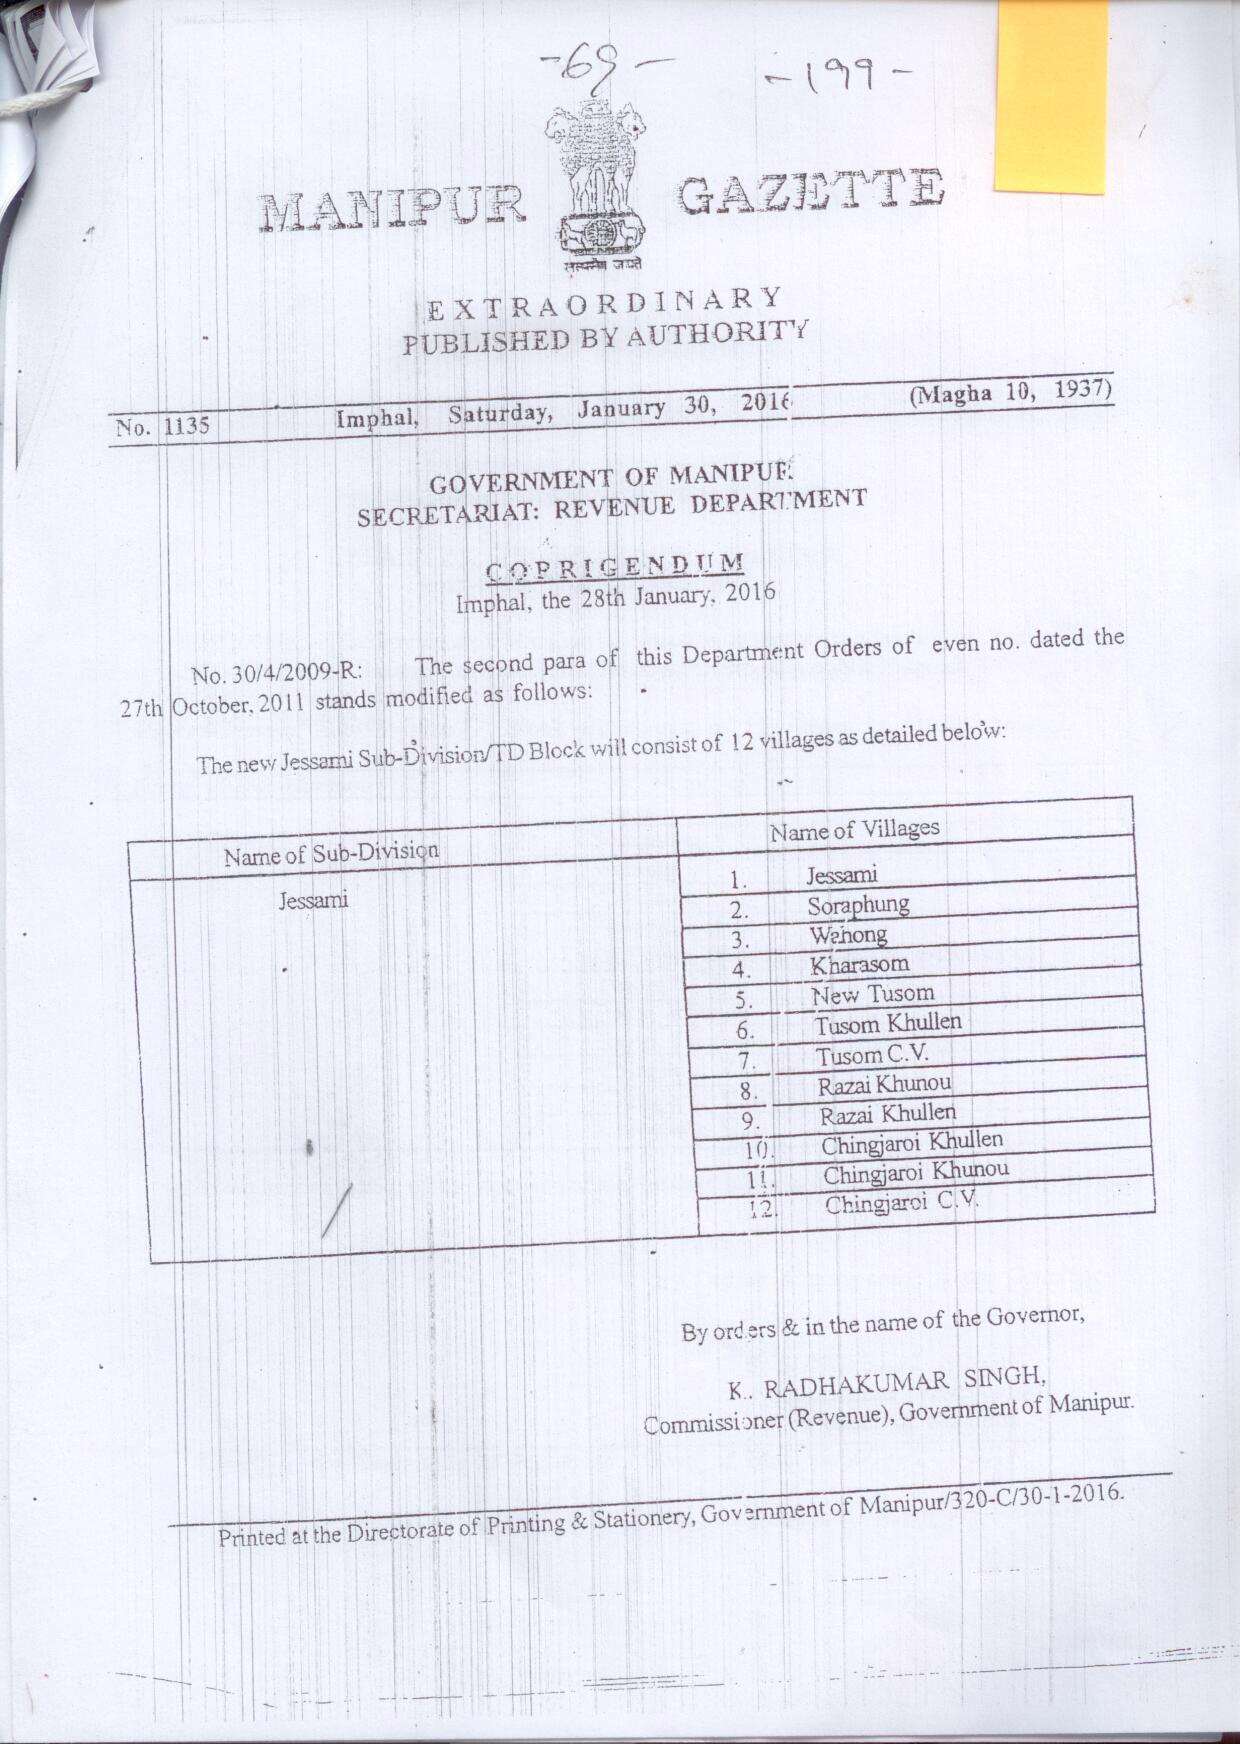 -69-
-199-
MANIPUR GAZETTE
सत्यमेव जयते
EXTRAORDINARY
PUBLISHED BY AUTHORITY
No. 1135 Imphal, Saturday, January 30, 2016 (Magha 10, 1937)
GOVERNMENT OF MANIPUR
SECRETARIAT: REVENUE DEPARTMENT
CORRIGENDUM
Imphal, the 28th January, 2016
No. 30/4/2009-R: The second para of this Department Orders of even no. dated the
27th October, 2011 stands modified as follows:
The new Jessami Sub-Division/TD Block will consist of 12 villages as detailed below:
Name of Sub-Division Name of Villages
Jessami
1. Jessami
2. Soraphung
3. Wahong
4. Kharasom
5. New Tusom
6. Tusom Khullen
7. Tusom C.V.
8. Razai Khunou
9. Razai Khullen
10. Chingjaroi Khullen
11. Chingjaroi Khunou
12. Chingjaroi C.V.
By orders & in the name of the Governor,
K. RADHAKUMAR SINGH,
Commissioner (Revenue), Government of Manipur.
Printed at the Directorate of Printing & Stationery, Government of Manipur/320-C/30-1-2016.